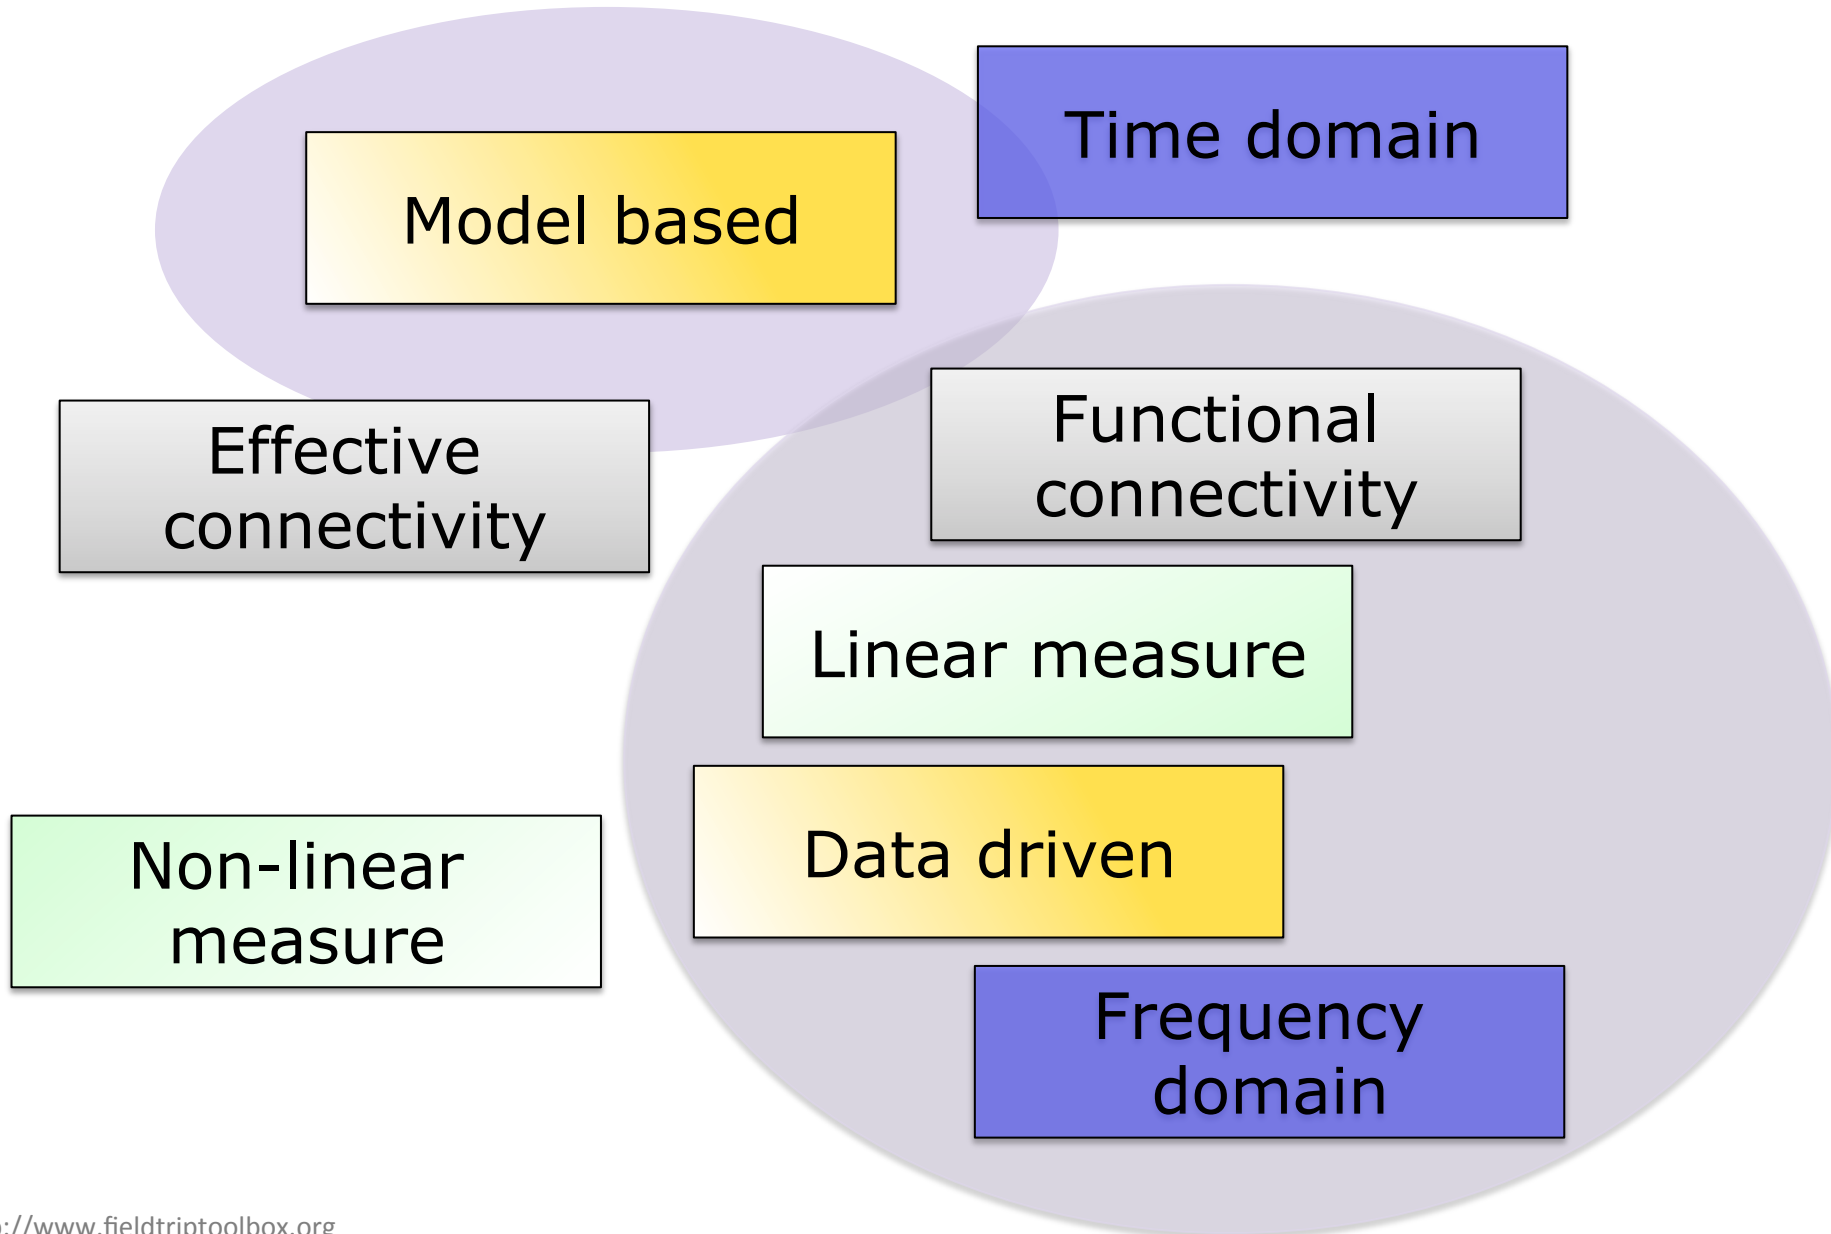 Time domain
Model based
Functional
connectivity
Effective
connectivity
Linear measure
Data driven
Non-linear
measure
Frequency
domain
://www.fieldtriptoolbox.org